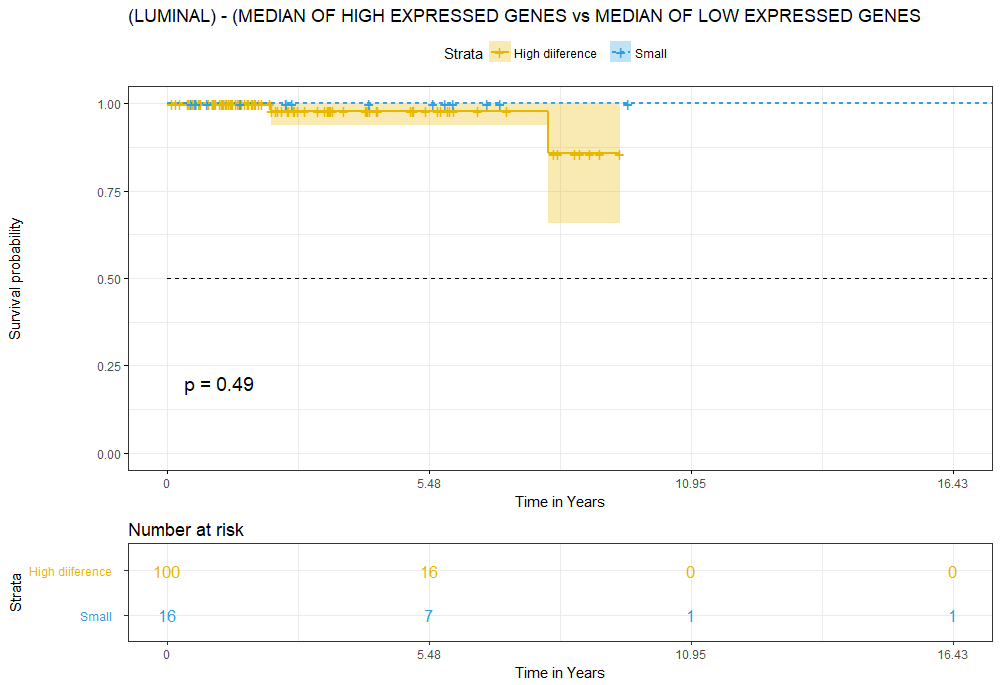 (LUMINAL) - (MEDIAN OF HIGH EXPRESSED GENES vs MEDIAN OF LOW EXPRESSED GENES
Strata High diiference Small
1.00
0.75
0.50
0.25
0.00
Survival probability
p = 0.49
0 5.48 10.95 16.43
Time in Years
Number at risk
Strata
High diiference 100 16 0 0
Small 16 7 1 1
0 5.48 10.95 16.43
Time in Years